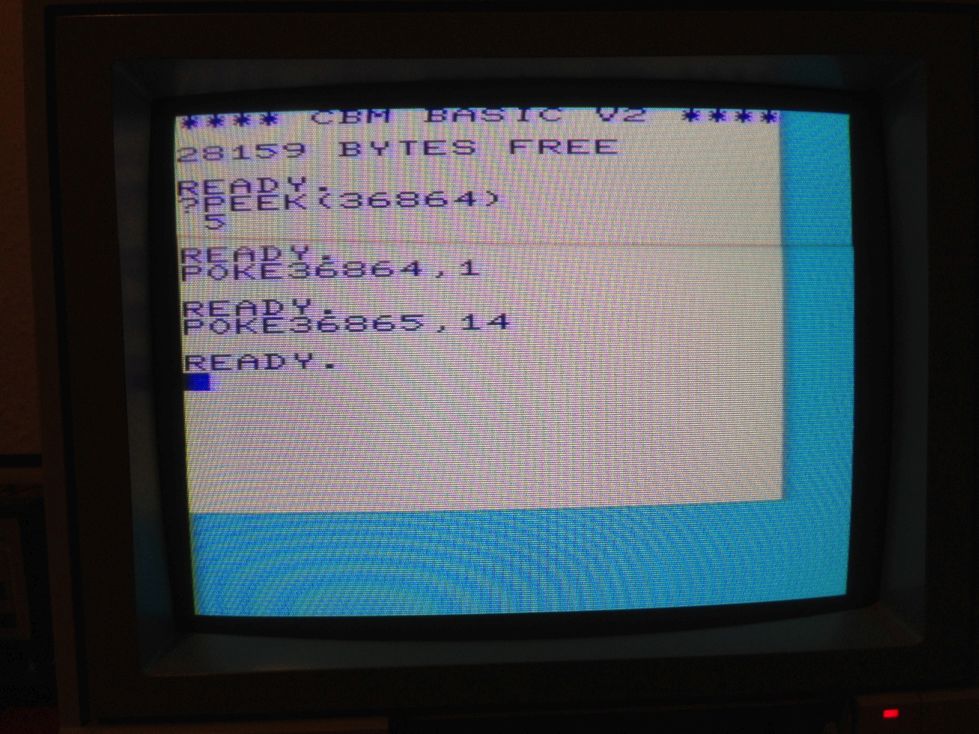 **** CBM BASIC V2 ****
28159 BYTES FREE
READY.
?PEEK(36864)
5
READY.
POKE36864,1
READY.
POKE36865,14
READY.